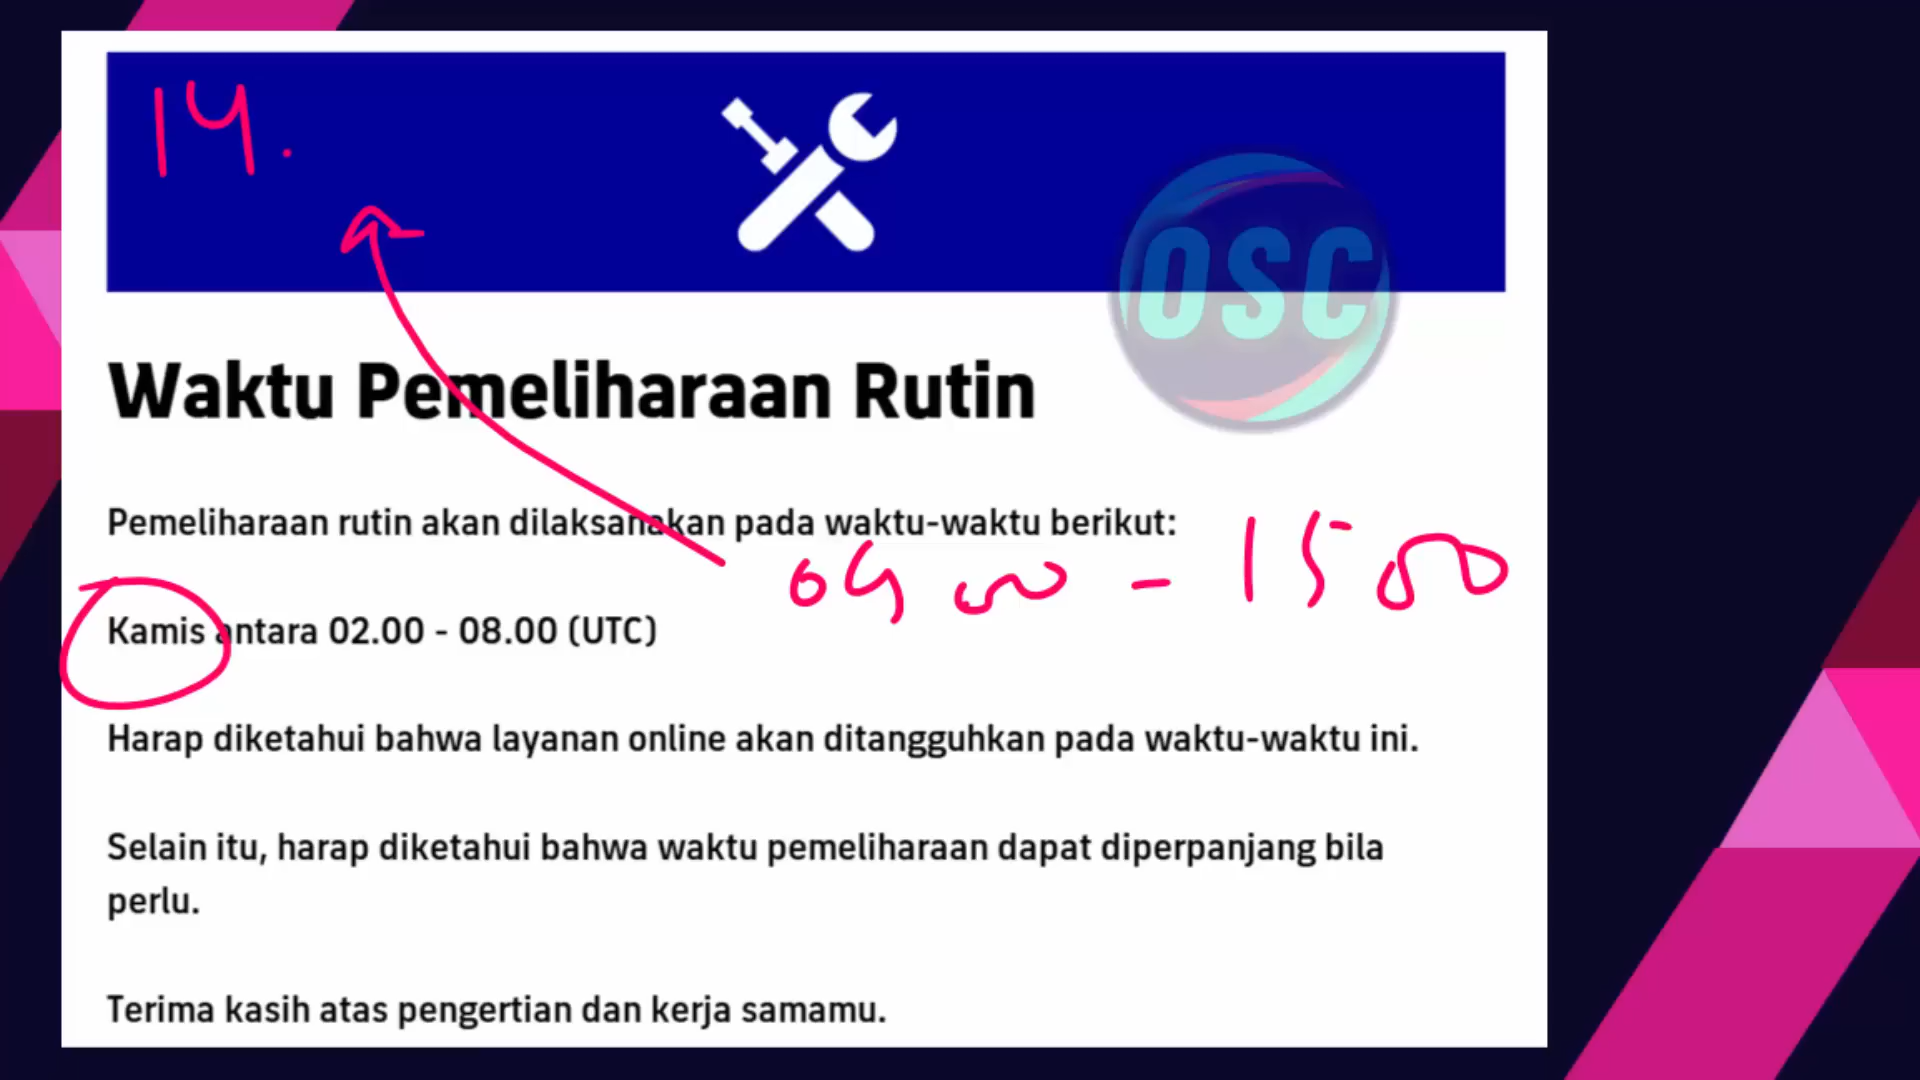 14.
OSC
Waktu Pemeliharaan Rutin
Pemeliharaan rutin akan dilaksanakan pada waktu-waktu berikut:
09 00 - 15 00
Kamis antara 02.00 - 08.00 (UTC)
Harap diketahui bahwa layanan online akan ditangguhkan pada waktu-waktu ini.
Selain itu, harap diketahui bahwa waktu pemeliharaan dapat diperpanjang bila
perlu.
Terima kasih atas pengertian dan kerja samamu.